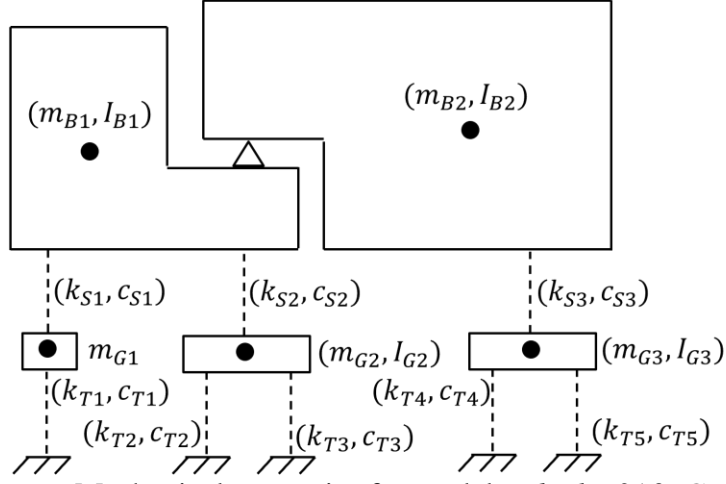 (m_{B1}, I_{B1})
(m_{B2}, I_{B2})
(k_{S1}, c_{S1})
(k_{S2}, c_{S2})
(k_{S3}, c_{S3})
m_{G1}
(m_{G2}, I_{G2})
(m_{G3}, I_{G3})
(k_{T1}, c_{T1})
(k_{T2}, c_{T2})
(k_{T3}, c_{T3})
(k_{T4}, c_{T4})
(k_{T5}, c_{T5})